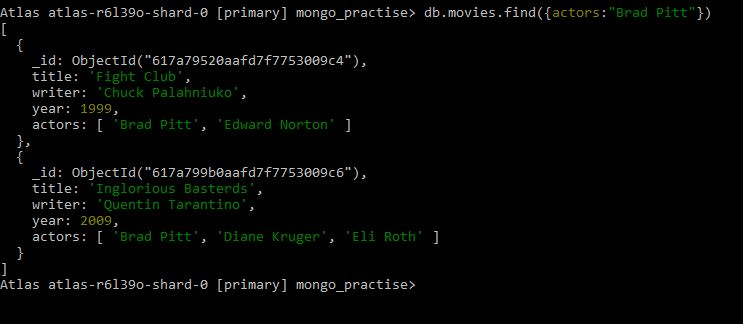 Atlas atlas-r6l39o-shard-0 [primary] mongo_practise> db.movies.find({actors:"Brad Pitt"})
[
  {
    _id: ObjectId("617a79520aafd7f7753009c4"),
    title: 'Fight Club',
    writer: 'Chuck Palahniuko',
    year: 1999,
    actors: [ 'Brad Pitt', 'Edward Norton' ]
  },
  {
    _id: ObjectId("617a799b0aafd7f7753009c6"),
    title: 'Inglorious Basterds',
    writer: 'Quentin Tarantino',
    year: 2009,
    actors: [ 'Brad Pitt', 'Diane Kruger', 'Eli Roth' ]
  }
]
Atlas atlas-r6l39o-shard-0 [primary] mongo_practise>